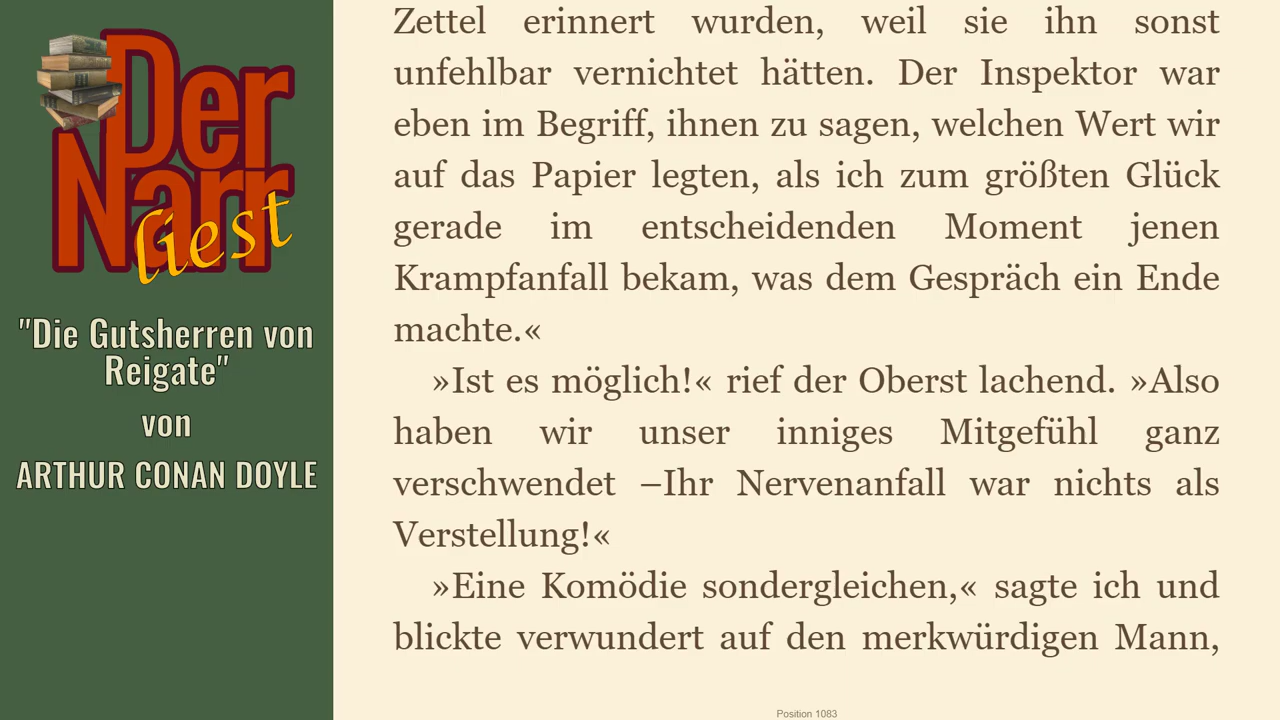 Der
Narr
liest
"Die Gutsherren von
Reigate"
von
ARTHUR CONAN DOYLE
Zettel erinnert wurden, weil sie ihn sonst
unfehlbar vernichtet hätten. Der Inspektor war
eben im Begriff, ihnen zu sagen, welchen Wert wir
auf das Papier legten, als ich zum größten Glück
gerade im entscheidenden Moment jenen
Krampfanfall bekam, was dem Gespräch ein Ende
machte.«
»Ist es möglich!« rief der Oberst lachend. »Also
haben wir unser inniges Mitgefühl ganz
verschwendet –Ihr Nervenanfall war nichts als
Verstellung!«
»Eine Komödie sondergleichen,« sagte ich und
blickte verwundert auf den merkwürdigen Mann,
Position 1083